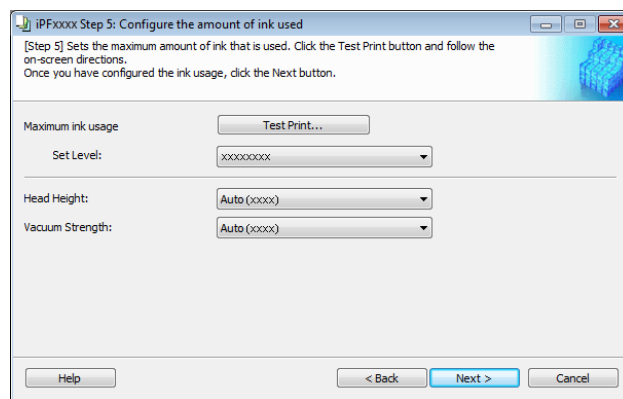 iPFxxxx Step 5: Configure the amount of ink used
[Step 5] Sets the maximum amount of ink that is used. Click the Test Print button and follow the
on-screen directions.
Once you have configured the ink usage, click the Next button.
Maximum ink usage
Test Print...
Set Level:
xxxxxxxx
Head Height:
Auto (xxxx)
Vacuum Strength:
Auto (xxxx)
Help
< Back
Next >
Cancel